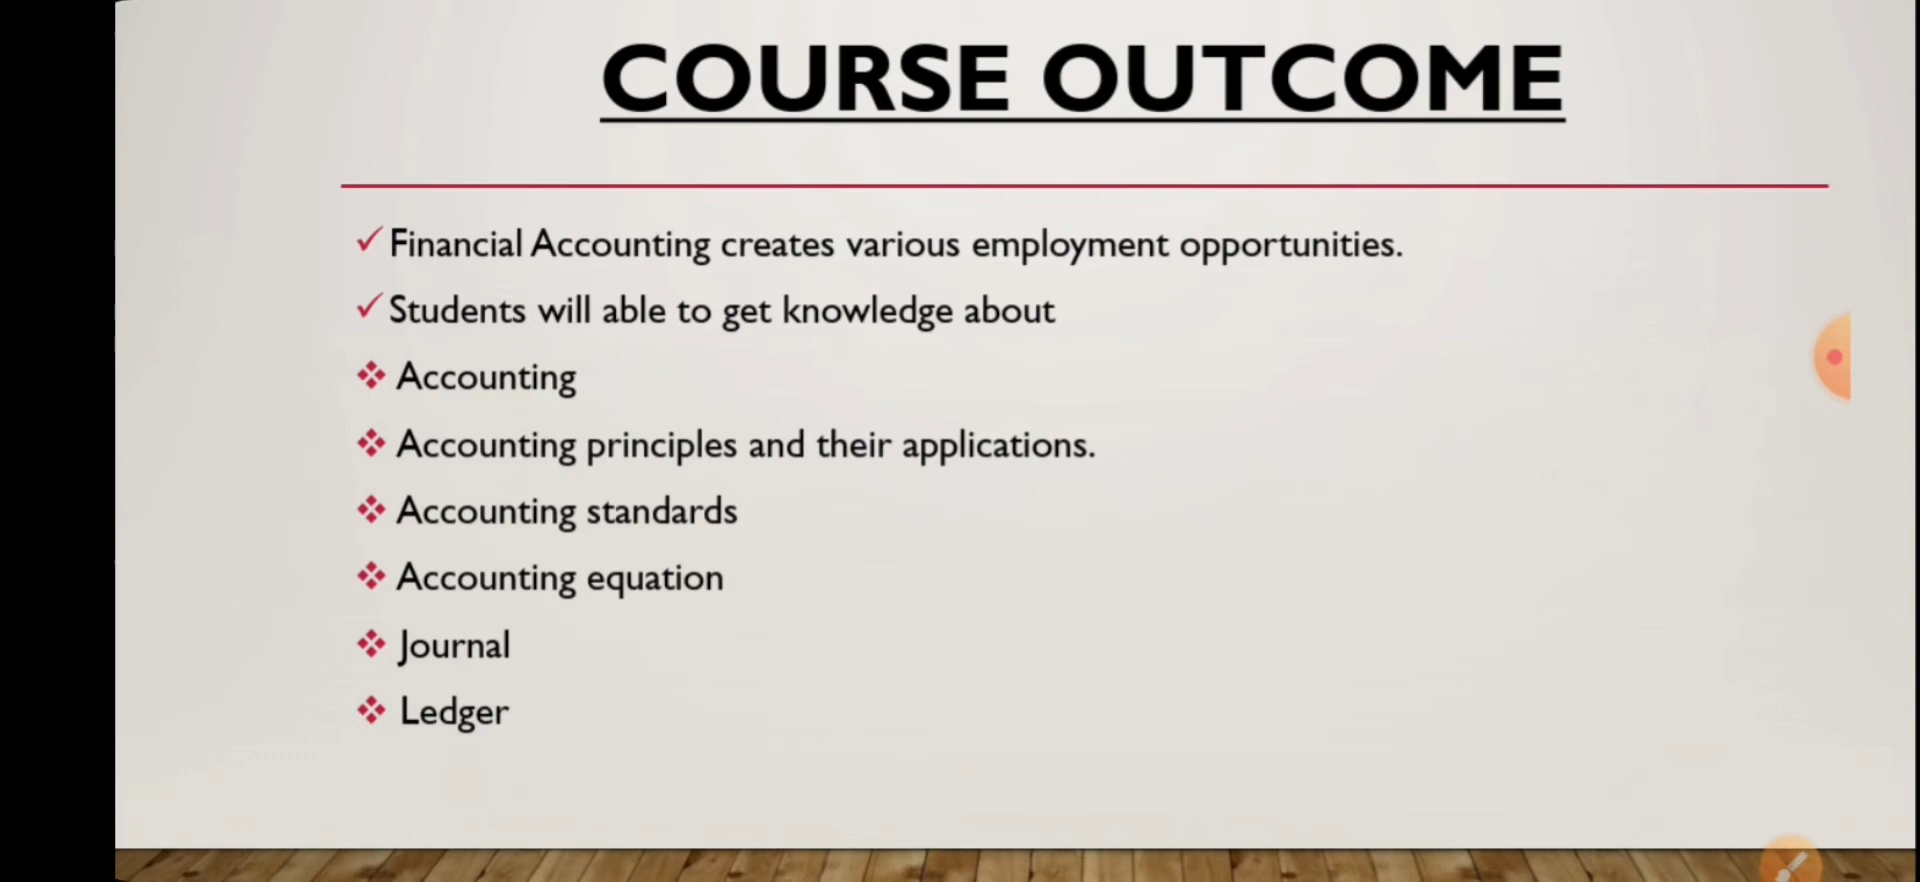 COURSE OUTCOME
Financial Accounting creates various employment opportunities.
Students will able to get knowledge about
Accounting
Accounting principles and their applications.
Accounting standards
Accounting equation
Journal
Ledger